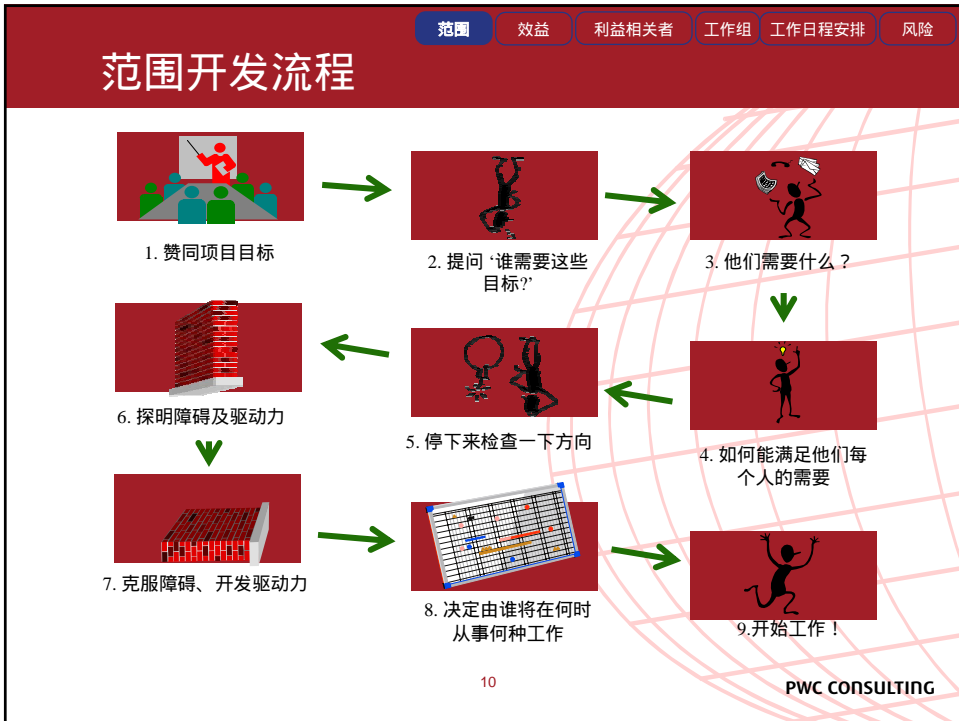 范围 效益 利益相关者 工作组 工作日程安排 风险
范围开发流程
1. 赞同项目目标
2. 提问 ‘谁需要这些
目标?’
3. 他们需要什么？
4. 如何能满足他们每
个人的需要
5. 停下来检查一下方向
6. 探明障碍及驱动力
7. 克服障碍、开发驱动力
8. 决定由谁将在何时
从事何种工作
9.开始工作！
10
PWC CONSULTING